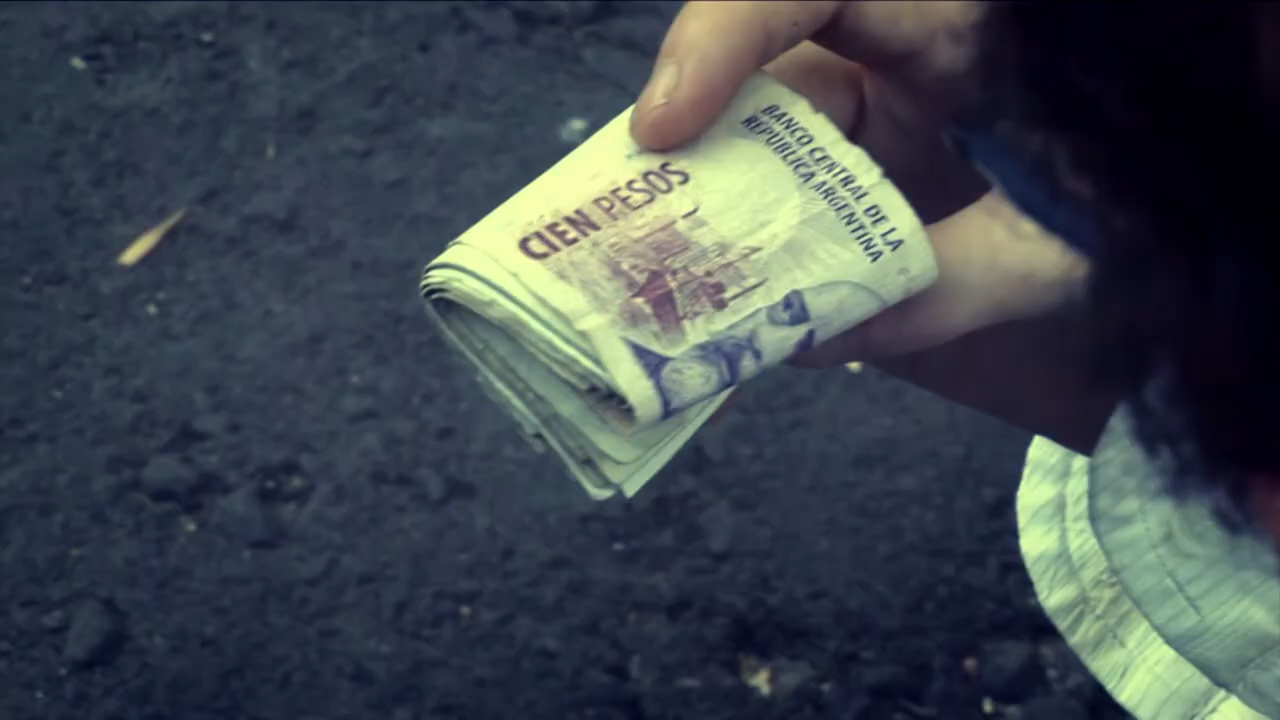 BANCO CENTRAL DE LA
REPUBLICA ARGENTINA
CIEN PESOS